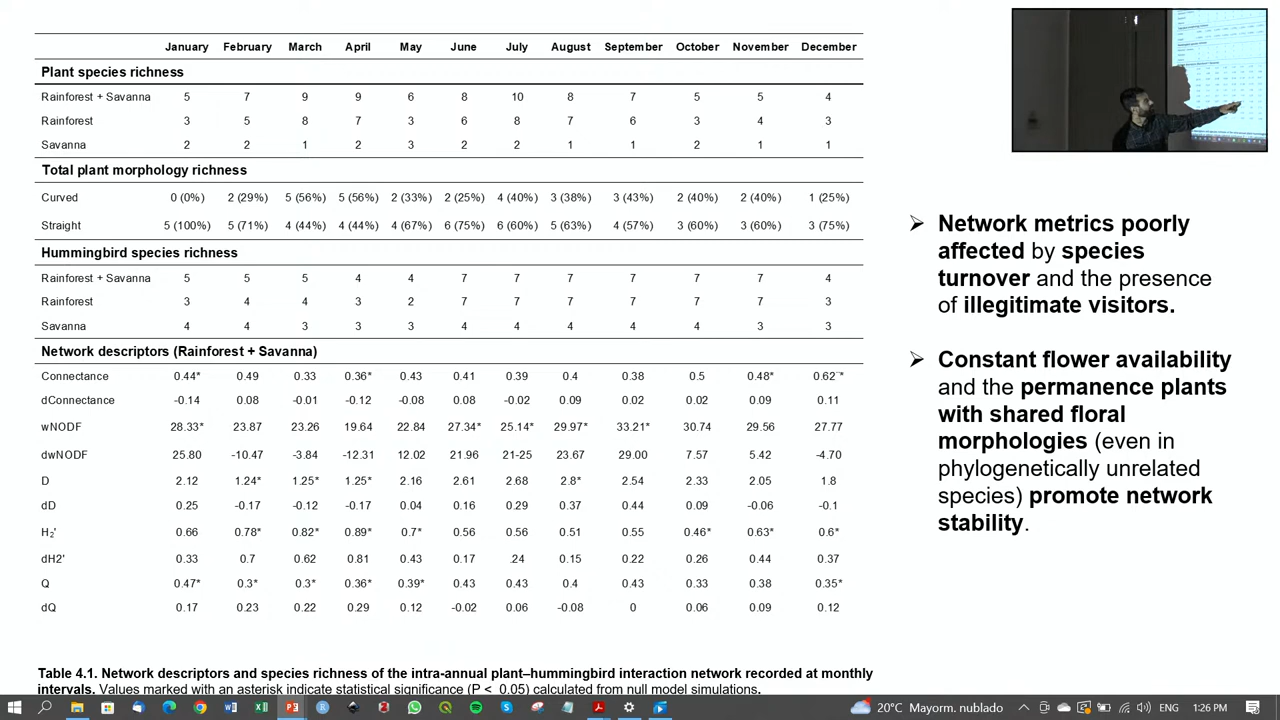 January February March April May June July August September October November December
Plant species richness
Rainforest + Savanna 5 7 9 9 6 8 10 8 7 5 5 4
Rainforest 3 5 8 7 3 6 6 3 4 3
Savanna 2 2 1 2 3 2 1 2 1 1
Total plant morphology richness
Curved 0 (0%) 2 (29%) 5 (56%) 5 (56%) 2 (33%) 2 (25%) 4 (40%) 3 (38%) 3 (43%) 2 (40%) 2 (40%) 1 (25%)
Straight 5 (100%) 5 (71%) 4 (44%) 4 (44%) 4 (67%) 6 (75%) 6 (60%) 5 (63%) 4 (57%) 3 (60%) 3 (60%) 3 (75%)
Hummingbird species richness
Rainforest + Savanna 5 5 5 4 4 7 7 7 7 7 7 4
Rainforest 3 4 4 3 2 7 7 7 7 7 7 3
Savanna 4 4 3 3 3 4 4 4 4 4 3 3
Network descriptors (Rainforest + Savanna)
Connectance 0.44* 0.49 0.33 0.36* 0.43 0.41 0.39 0.4 0.38 0.5 0.48* 0.62*
dConnectance -0.14 0.08 -0.01 -0.12 -0.08 0.08 -0.02 0.09 0.02 0.02 0.09 0.11
wNODF 28.33* 23.87 23.26 19.64 22.84 27.34* 25.14* 29.97* 33.21* 30.74 29.56 27.77
dwNODF 25.80 -10.47 -3.84 -12.31 12.02 21.96 21-25 23.67 29.00 7.57 5.42 -4.70
D 2.12 1.24* 1.25* 1.25* 2.16 2.61 2.68 2.8* 2.54 2.33 2.05 1.8
dD 0.25 -0.17 -0.12 -0.17 0.04 0.16 0.29 0.37 0.44 0.09 -0.06 -0.1
H2' 0.66 0.78* 0.82* 0.89* 0.7* 0.56 0.56 0.51 0.55 0.46* 0.63* 0.6*
dH2' 0.33 0.7 0.62 0.81 0.43 0.17 .24 0.15 0.22 0.26 0.44 0.37
Q 0.47* 0.3* 0.3* 0.36* 0.39* 0.43 0.43 0.4 0.43 0.33 0.38 0.35*
dQ 0.17 0.23 0.22 0.29 0.12 -0.02 0.06 -0.08 0 0.06 0.09 0.12
Table 4.1. Network descriptors and species richness of the intra-annual plant–hummingbird interaction network recorded at monthly
intervals. Values marked with an asterisk indicate statistical significance (P < 0.05) calculated from null model simulations.
➢ Network metrics poorly
affected by species
turnover and the presence
of illegitimate visitors.
➢ Constant flower availability
and the permanence plants
with shared floral
morphologies (even in
phylogenetically unrelated
species) promote network
stability.
20°C Mayorm. nublado ENG 1:26 PM